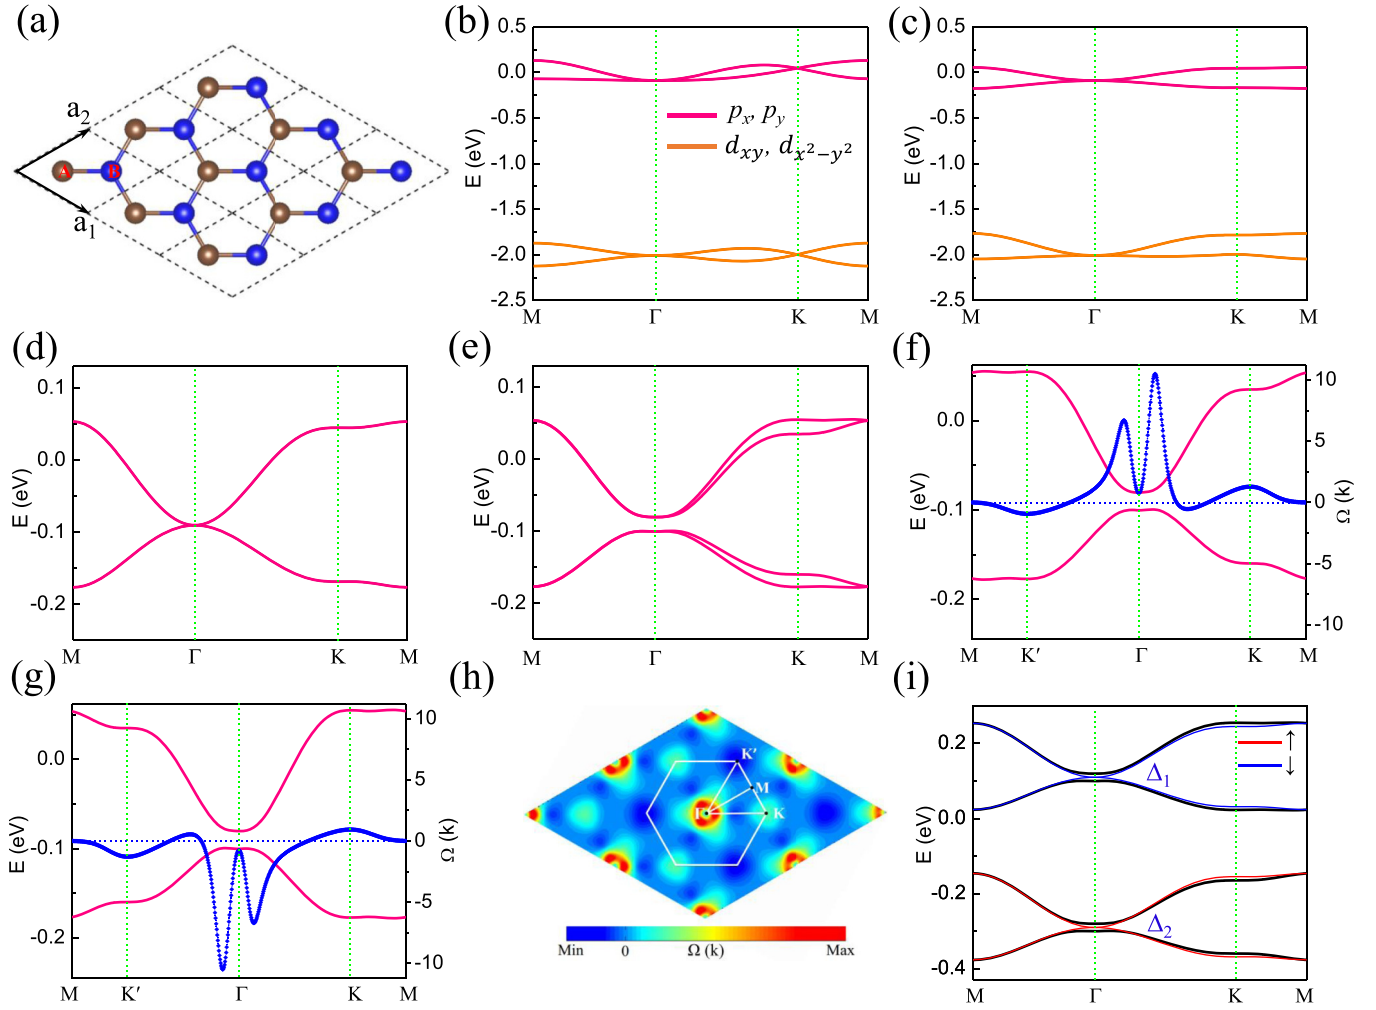 (a)
a₂
A
B
a₁
(b)
0.5
0.0
-0.5
-1.0
-1.5
-2.0
-2.5
E (eV)
pₓ, p_y
d_xy, d_x²−y²
M Γ K M
(c)
0.5
0.0
-0.5
-1.0
-1.5
-2.0
-2.5
E (eV)
M Γ K M
(d)
0.1
0.0
-0.1
-0.2
E (eV)
M Γ K M
(e)
0.1
0.0
-0.1
-0.2
E (eV)
M Γ K M
(f)
0.0
-0.1
-0.2
E (eV)
10
5
0
-5
-10
Ω (k)
M K′ Γ K M
(g)
0.0
-0.1
-0.2
E (eV)
10
5
0
-5
-10
Ω (k)
M K′ Γ K M
(h)
K′
M
Γ K
Min 0 Ω (k) Max
(i)
0.2
0.0
-0.2
-0.4
E (eV)
↑
↓
Δ₁
Δ₂
M Γ K M